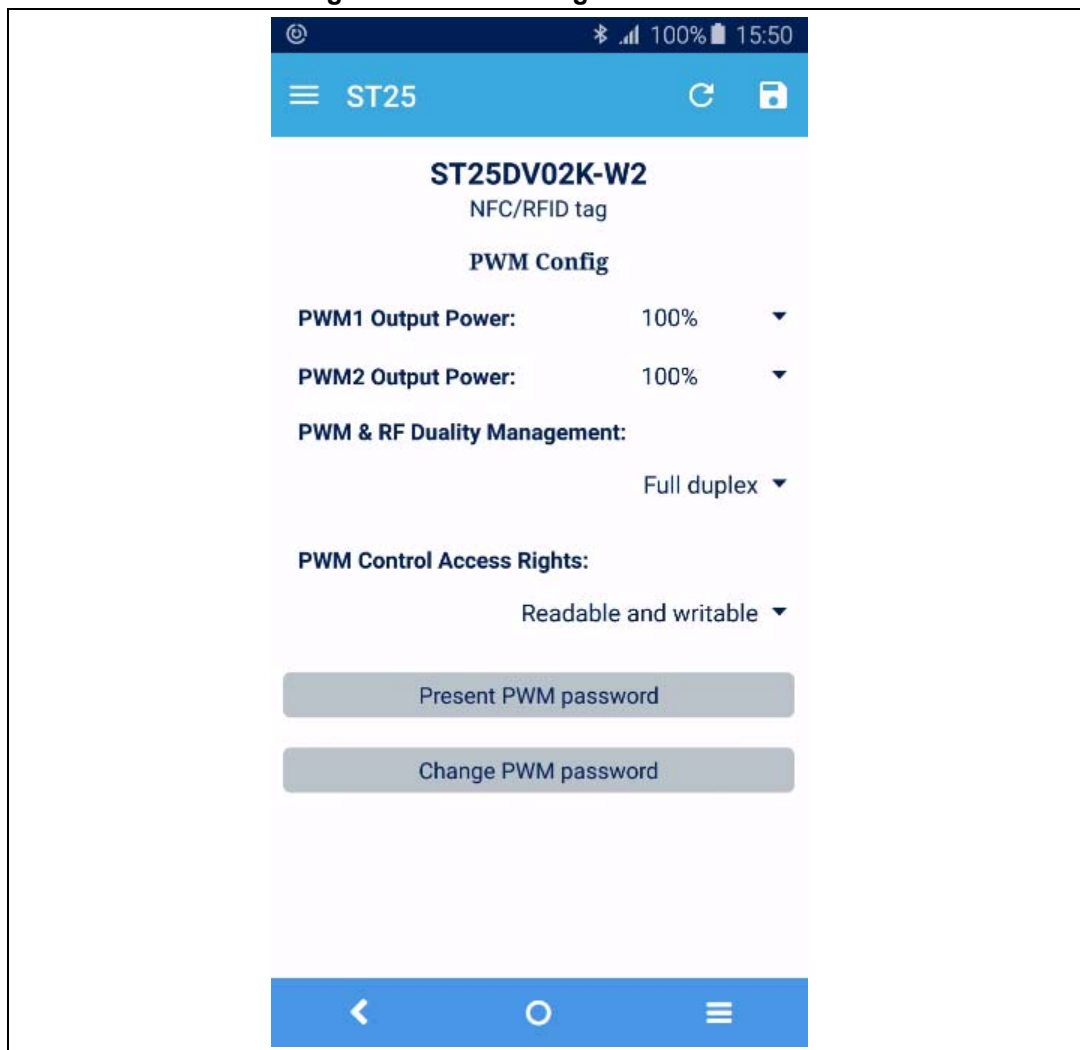 100% 15:50
ST25
ST25DV02K-W2
NFC/RFID tag
PWM Config
PWM1 Output Power: 100%
PWM2 Output Power: 100%
PWM & RF Duality Management:
Full duplex
PWM Control Access Rights:
Readable and writable
Present PWM password
Change PWM password